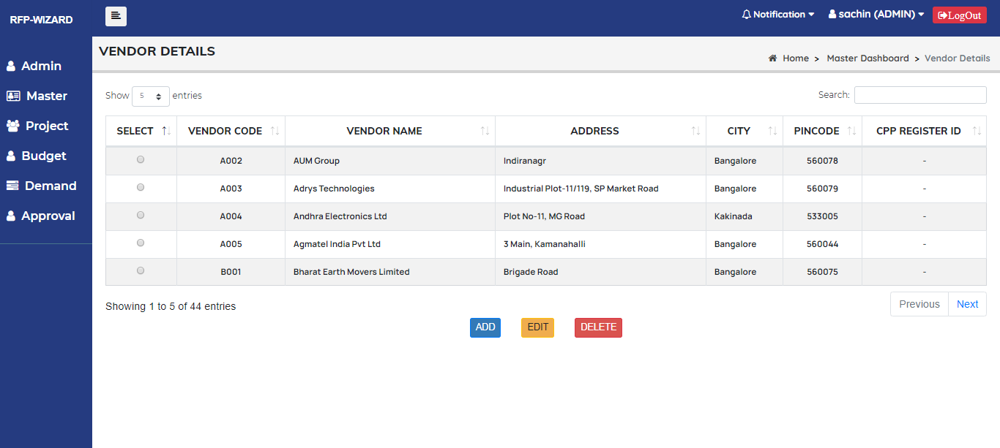 RFP-WIZARD
Notification
sachin (ADMIN)
LogOut
Admin
Master
Project
Budget
Demand
Approval
VENDOR DETAILS
Home > Master Dashboard > Vendor Details
Show 5 entries
Search:
SELECT VENDOR CODE VENDOR NAME ADDRESS CITY PINCODE CPP REGISTER ID
A002 AUM Group Indiranagr Bangalore 560078 -
A003 Adrys Technologies Industrial Plot-11/119, SP Market Road Bangalore 560079 -
A004 Andhra Electronics Ltd Plot No-11, MG Road Kakinada 533005 -
A005 Agmatel India Pvt Ltd 3 Main, Kamanahalli Bangalore 560044 -
B001 Bharat Earth Movers Limited Brigade Road Bangalore 560075 -
Showing 1 to 5 of 44 entries
Previous Next
ADD EDIT DELETE